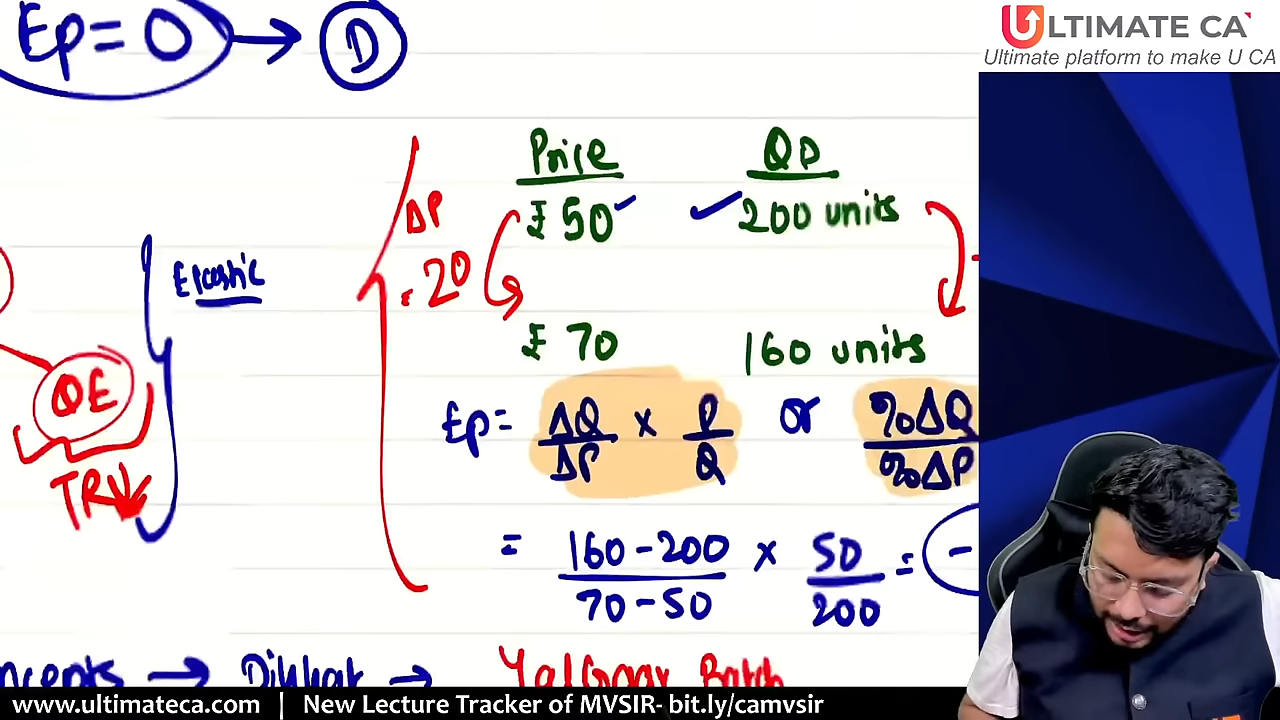 Ep = 0 → D
ULTIMATE CA
Ultimate platform to make U CA
Price QD
₹ 50 200 units
ΔP
= 20
Elastic
₹ 70 160 units
QE
TR↓
Ep = ΔQ/ΔP × P/Q or %ΔQ/%ΔP
= 160 - 200/70 - 50 × 50/200 = -
ncepts → Dikkat →
www.ultimateca.com | New Lecture Tracker of MVSIR- bit.ly/camvsir